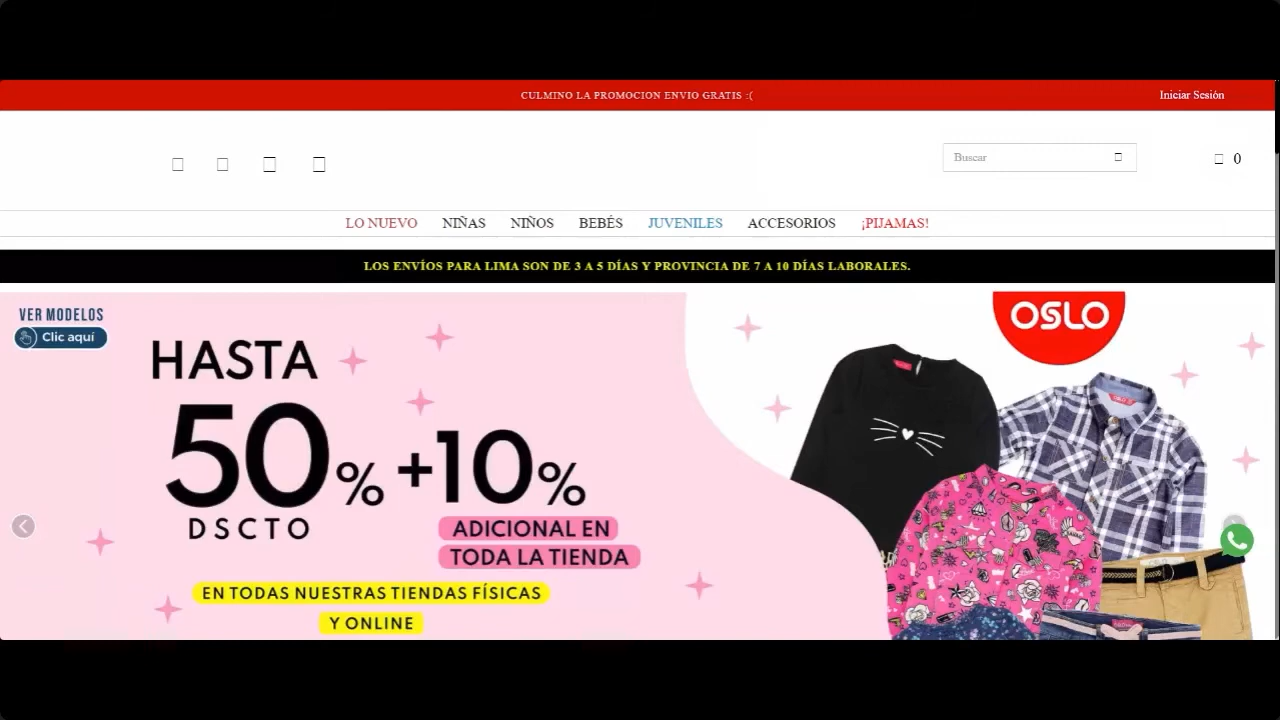 CULMINO LA PROMOCION ENVIO GRATIS :(
Iniciar Sesión
Buscar
0
LO NUEVO NIÑAS NIÑOS BEBÉS JUVENILES ACCESORIOS ¡PIJAMAS!
LOS ENVÍOS PARA LIMA SON DE 3 A 5 DÍAS Y PROVINCIA DE 7 A 10 DÍAS LABORALES.
VER MODELOS
Clic aquí
OSLO
HASTA
50% +10%
DSCTO
ADICIONAL EN
TODA LA TIENDA
EN TODAS NUESTRAS TIENDAS FÍSICAS
Y ONLINE